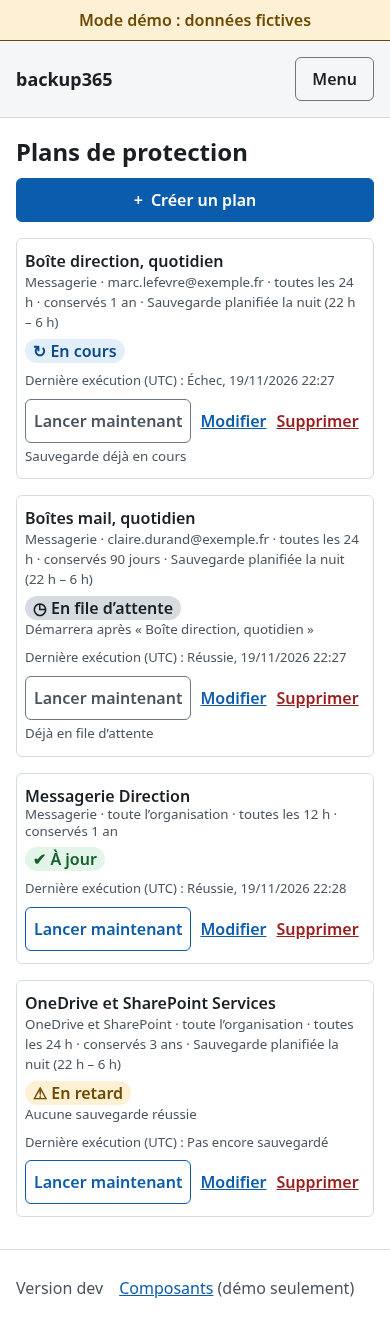 Mode démo : données fictives
backup365
Menu
Plans de protection
+ Créer un plan
Boîte direction, quotidien
Messagerie · marc.lefevre@exemple.fr · toutes les 24
h · conservés 1 an · Sauvegarde planifiée la nuit (22 h
– 6 h)
↻ En cours
Dernière exécution (UTC) : Échec, 19/11/2026 22:27
Lancer maintenant Modifier Supprimer
Sauvegarde déjà en cours
Boîtes mail, quotidien
Messagerie · claire.durand@exemple.fr · toutes les 24
h · conservés 90 jours · Sauvegarde planifiée la nuit
(22 h – 6 h)
◷ En file d’attente
Démarrera après « Boîte direction, quotidien »
Dernière exécution (UTC) : Réussie, 19/11/2026 22:27
Lancer maintenant Modifier Supprimer
Déjà en file d’attente
Messagerie Direction
Messagerie · toute l’organisation · toutes les 12 h ·
conservés 1 an
✔ À jour
Dernière exécution (UTC) : Réussie, 19/11/2026 22:28
Lancer maintenant Modifier Supprimer
OneDrive et SharePoint Services
OneDrive et SharePoint · toute l’organisation · toutes
les 24 h · conservés 3 ans · Sauvegarde planifiée la
nuit (22 h – 6 h)
⚠ En retard
Aucune sauvegarde réussie
Dernière exécution (UTC) : Pas encore sauvegardé
Lancer maintenant Modifier Supprimer
Version dev Composants (démo seulement)